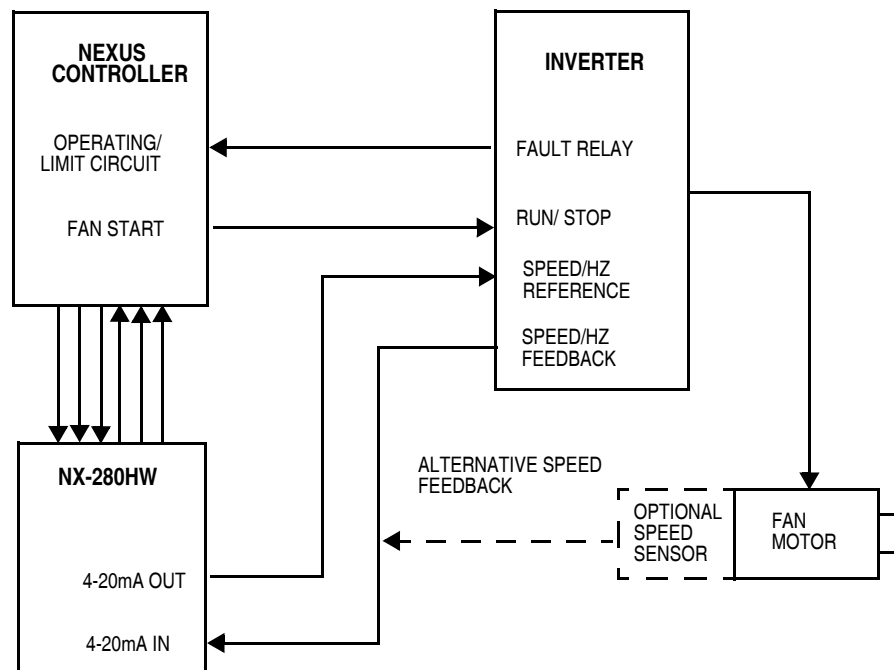 NEXUS
CONTROLLER
OPERATING/
LIMIT CIRCUIT
FAN START
INVERTER
FAULT RELAY
RUN/ STOP
SPEED/HZ
REFERENCE
SPEED/HZ
FEEDBACK
NX-280HW
4-20mA OUT
4-20mA IN
ALTERNATIVE SPEED
FEEDBACK
OPTIONAL
SPEED
SENSOR
FAN
MOTOR